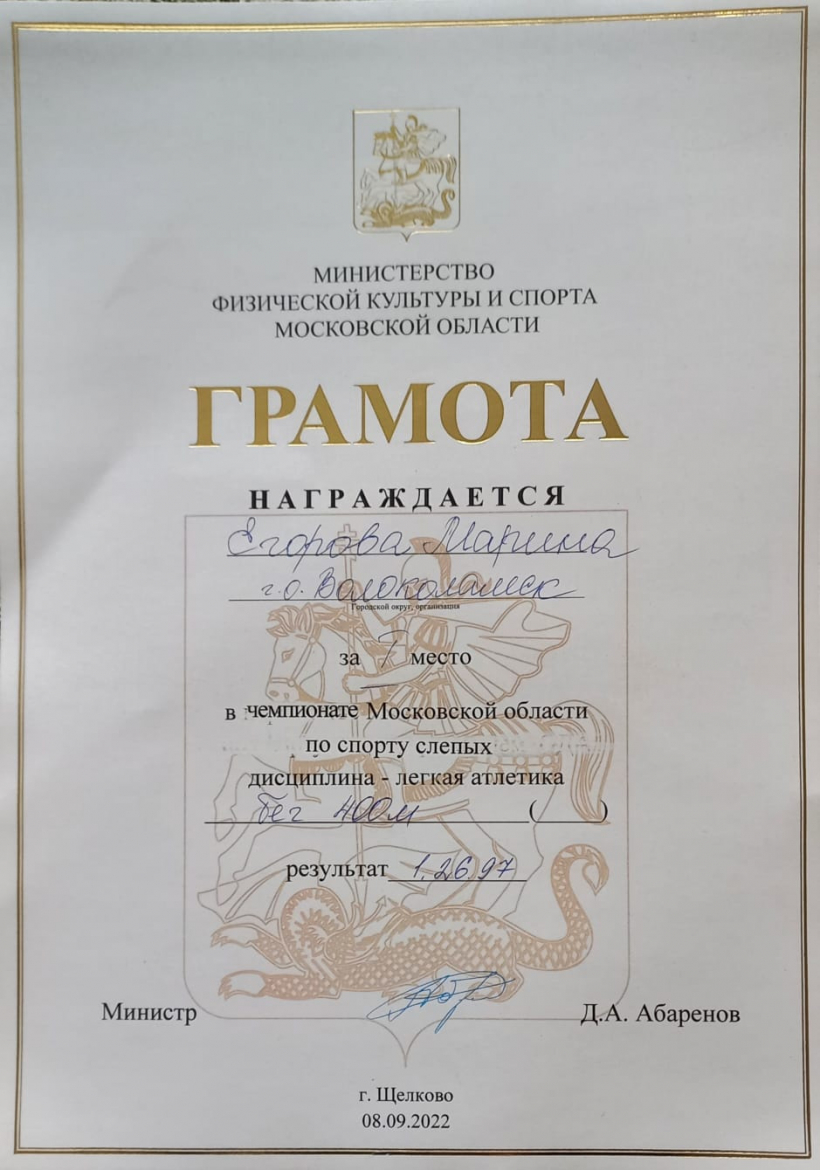 МИНИСТЕРСТВО
ФИЗИЧЕСКОЙ КУЛЬТУРЫ И СПОРТА
МОСКОВСКОЙ ОБЛАСТИ
ГРАМОТА
НАГРАЖДАЕТСЯ
Егорова Марина
г.о. Волоколамск
Городской округ, организация
за место
в чемпионате Московской области
по спорту слепых
дисциплина - легкая атлетика
бег 400м ( )
результат 1.26.97
Министр Д.А. Абаренов
г. Щелково
08.09.2022